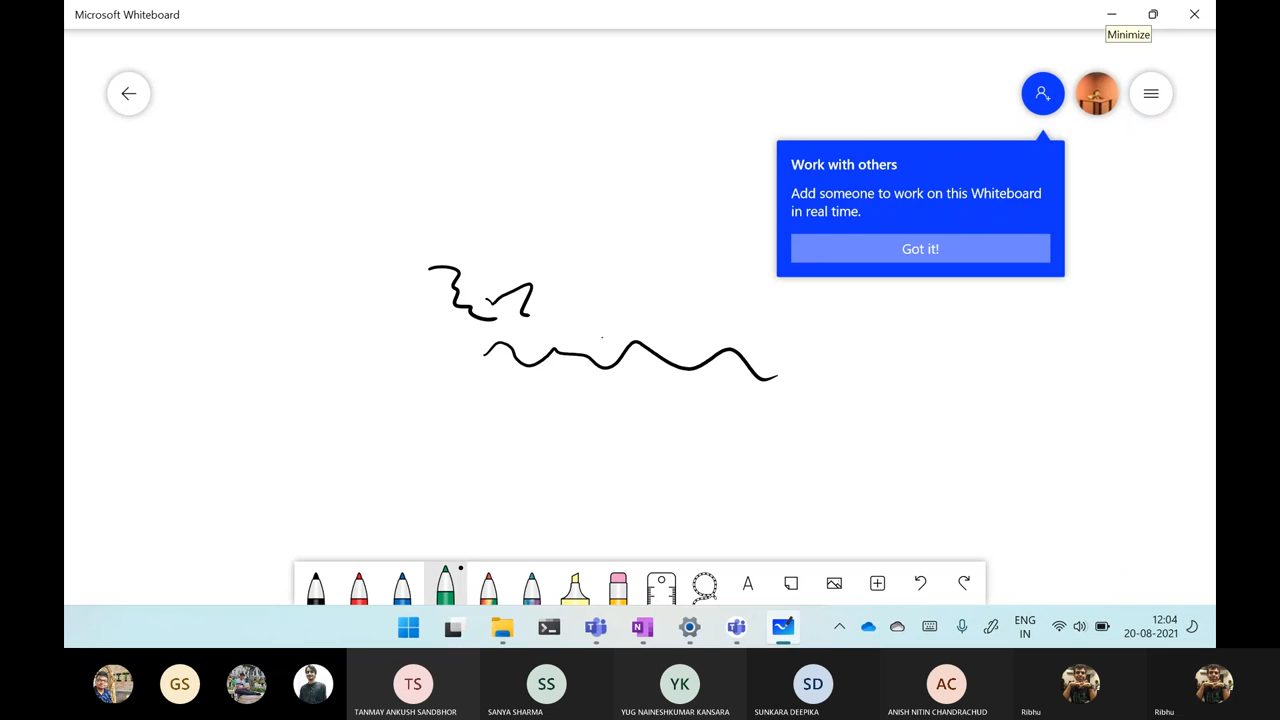 Microsoft Whiteboard
Minimize
Work with others
Add someone to work on this Whiteboard
in real time.
Got it!
A
ENG
IN
12:04
20-08-2021
GS
TS
SS
YK
SD
AC
TANMAY ANKUSH SANDBHOR
SANYA SHARMA
YUG NAINESHKUMAR KANSARA
SUNKARA DEEPIKA
ANISH NITIN CHANDRACHUD
Ribhu
Ribhu